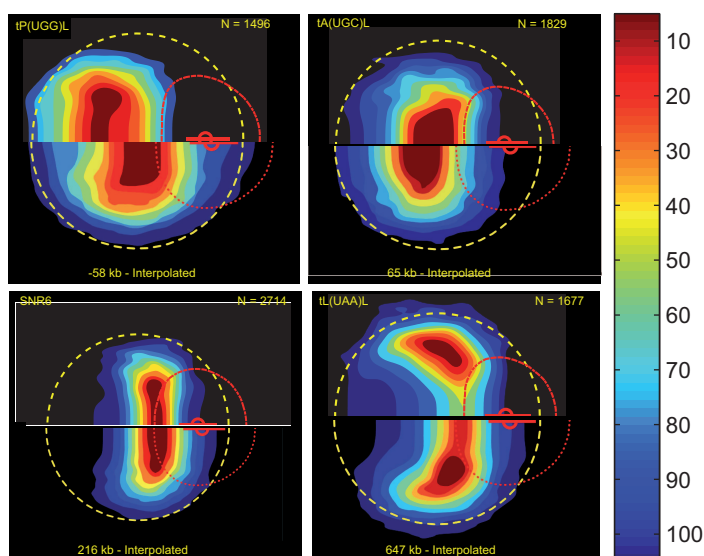 tP(UGG)L N = 1496
tA(UGC)L N = 1829
-58 kb - Interpolated
65 kb - Interpolated
SNR6 N = 2714
tL(UAA)L N = 1677
216 kb - Interpolated
647 kb - Interpolated
10
20
30
40
50
60
70
80
90
100